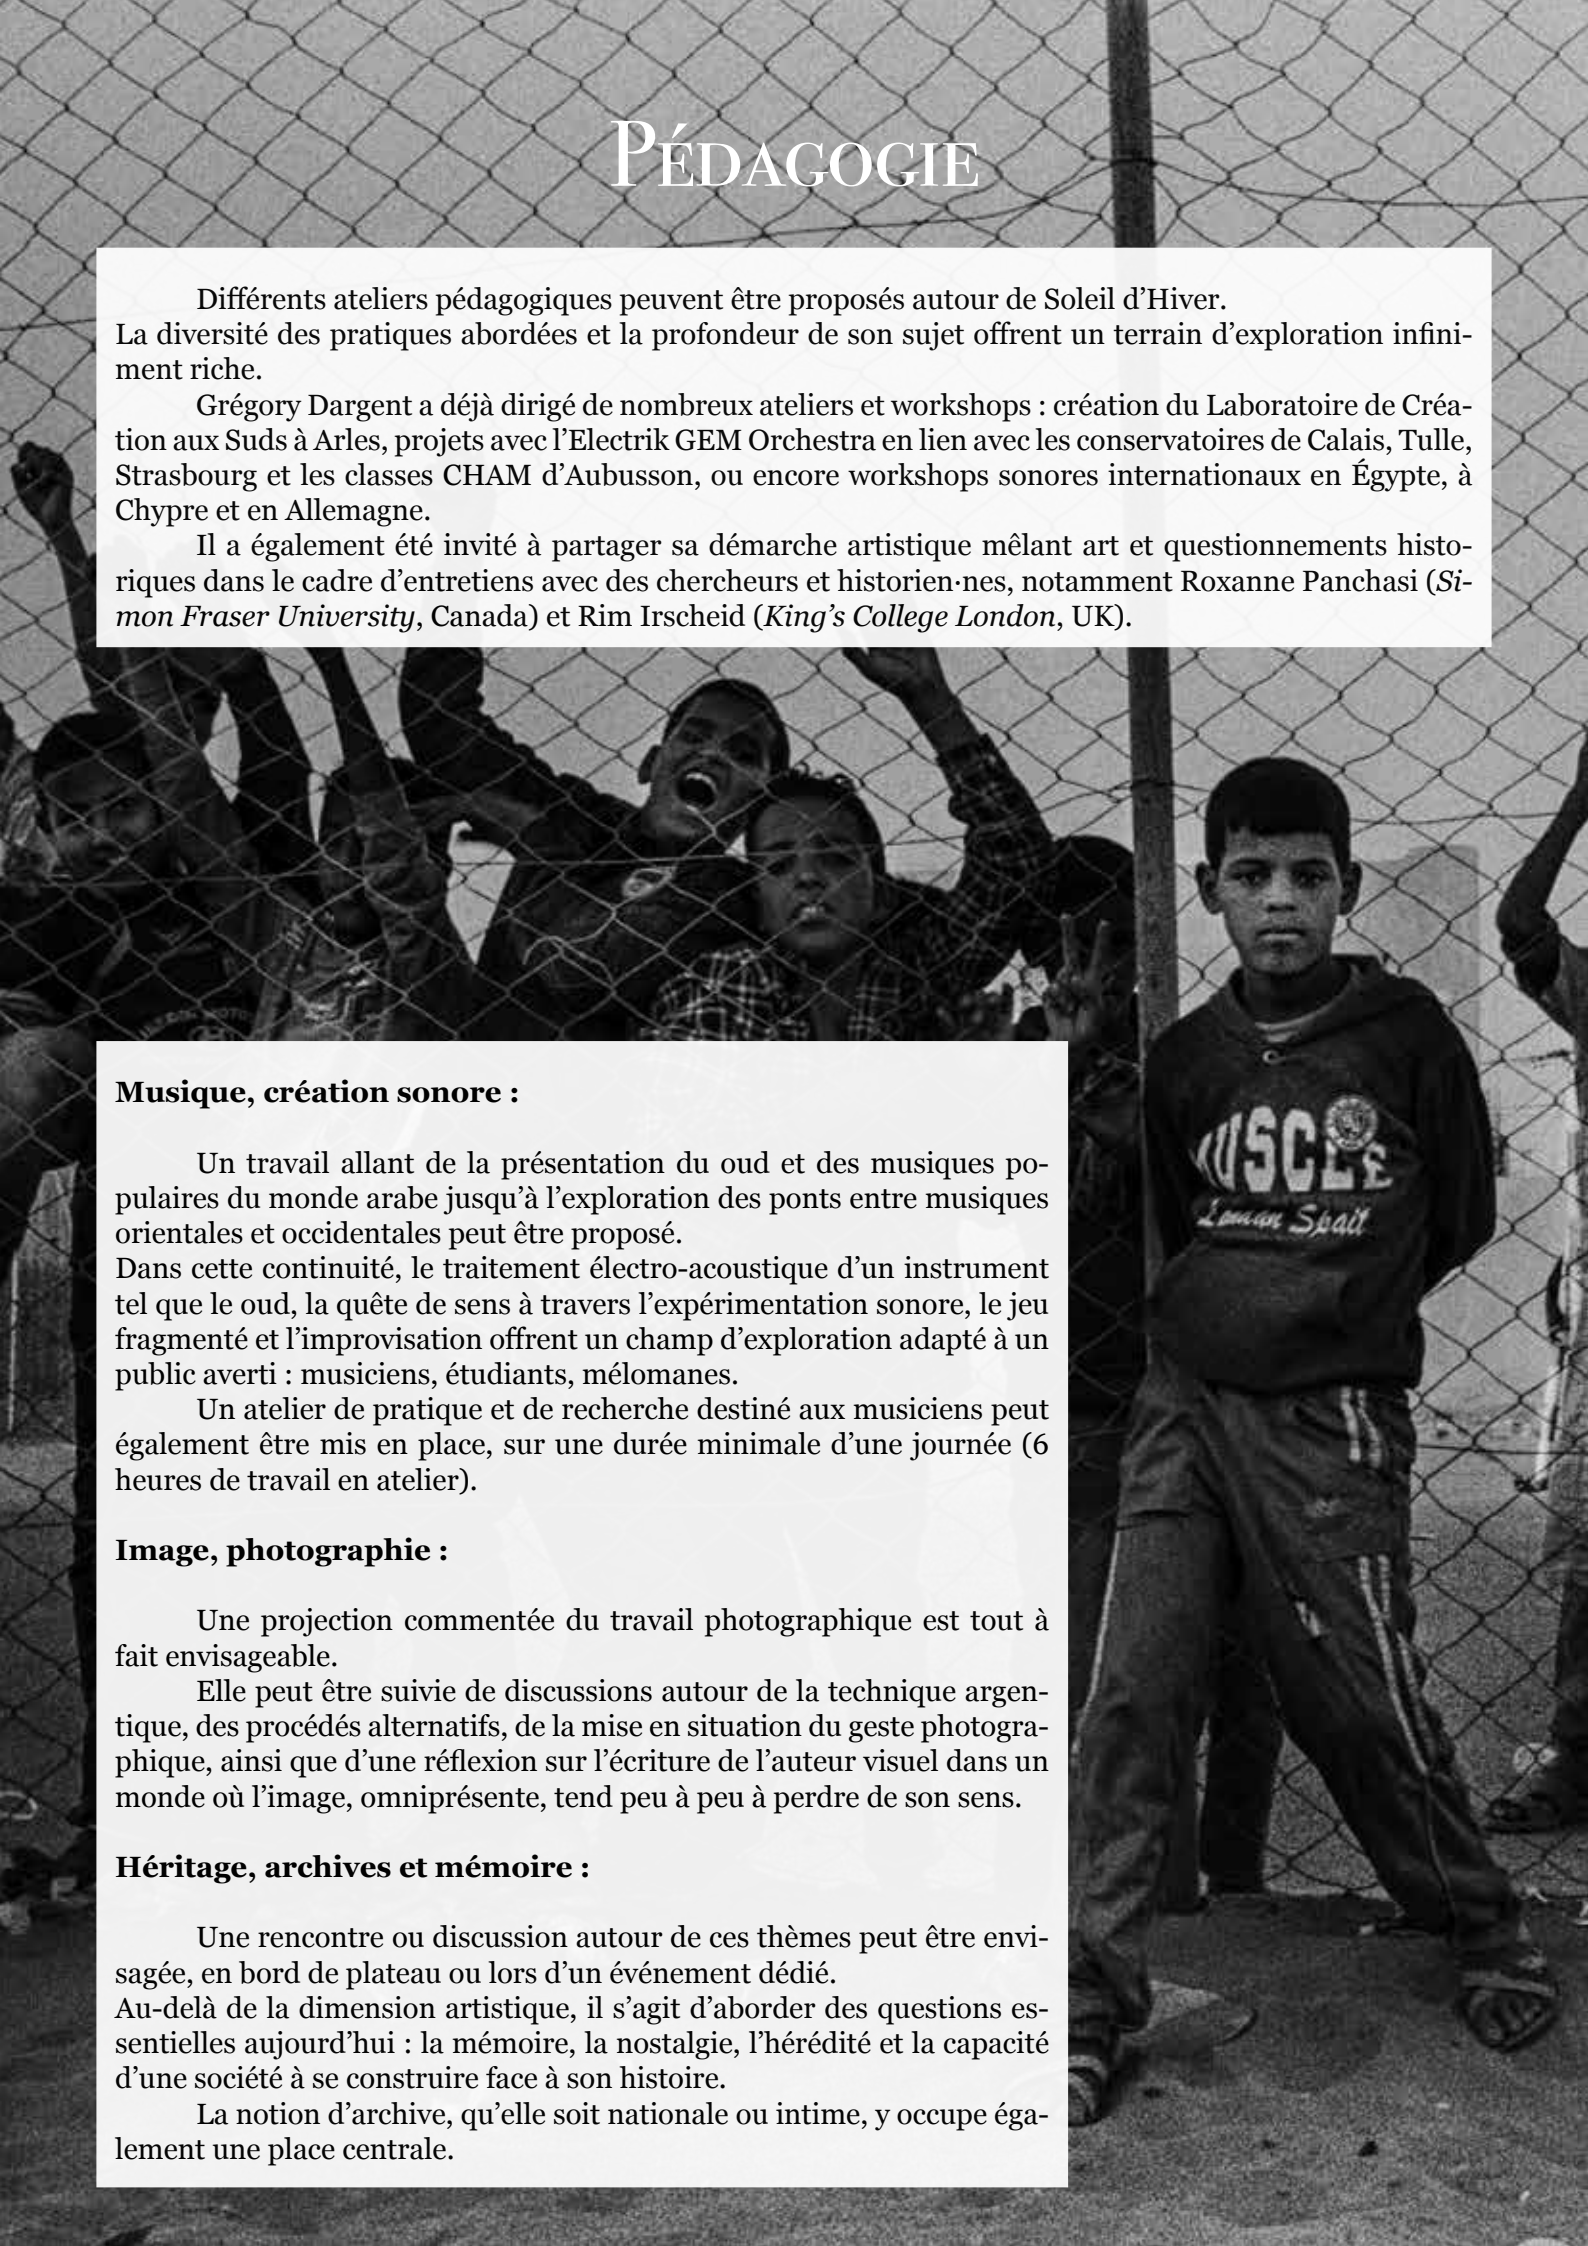 PÉDAGOGIE
Différents ateliers pédagogiques peuvent être proposés autour de Soleil d’Hiver.
La diversité des pratiques abordées et la profondeur de son sujet offrent un terrain d’exploration infini-
ment riche.
Grégory Dargent a déjà dirigé de nombreux ateliers et workshops : création du Laboratoire de Créa-
tion aux Suds à Arles, projets avec l’Electrik GEM Orchestra en lien avec les conservatoires de Calais, Tulle,
Strasbourg et les classes CHAM d’Aubusson, ou encore workshops sonores internationaux en Égypte, à
Chypre et en Allemagne.
Il a également été invité à partager sa démarche artistique mêlant art et questionnements histo-
riques dans le cadre d’entretiens avec des chercheurs et historien·nes, notamment Roxanne Panchasi (Si-
mon Fraser University, Canada) et Rim Irscheid (King’s College London, UK).
Musique, création sonore :
Un travail allant de la présentation du oud et des musiques po-
pulaires du monde arabe jusqu’à l’exploration des ponts entre musiques
orientales et occidentales peut être proposé.
Dans cette continuité, le traitement électro-acoustique d’un instrument
tel que le oud, la quête de sens à travers l’expérimentation sonore, le jeu
fragmenté et l’improvisation offrent un champ d’exploration adapté à un
public averti : musiciens, étudiants, mélomanes.
Un atelier de pratique et de recherche destiné aux musiciens peut
également être mis en place, sur une durée minimale d’une journée (6
heures de travail en atelier).
Image, photographie :
Une projection commentée du travail photographique est tout à
fait envisageable.
Elle peut être suivie de discussions autour de la technique argen-
tique, des procédés alternatifs, de la mise en situation du geste photogra-
phique, ainsi que d’une réflexion sur l’écriture de l’auteur visuel dans un
monde où l’image, omniprésente, tend peu à peu à perdre de son sens.
Héritage, archives et mémoire :
Une rencontre ou discussion autour de ces thèmes peut être envi-
sagée, en bord de plateau ou lors d’un événement dédié.
Au-delà de la dimension artistique, il s’agit d’aborder des questions es-
sentielles aujourd’hui : la mémoire, la nostalgie, l’hérédité et la capacité
d’une société à se construire face à son histoire.
La notion d’archive, qu’elle soit nationale ou intime, y occupe éga-
lement une place centrale.